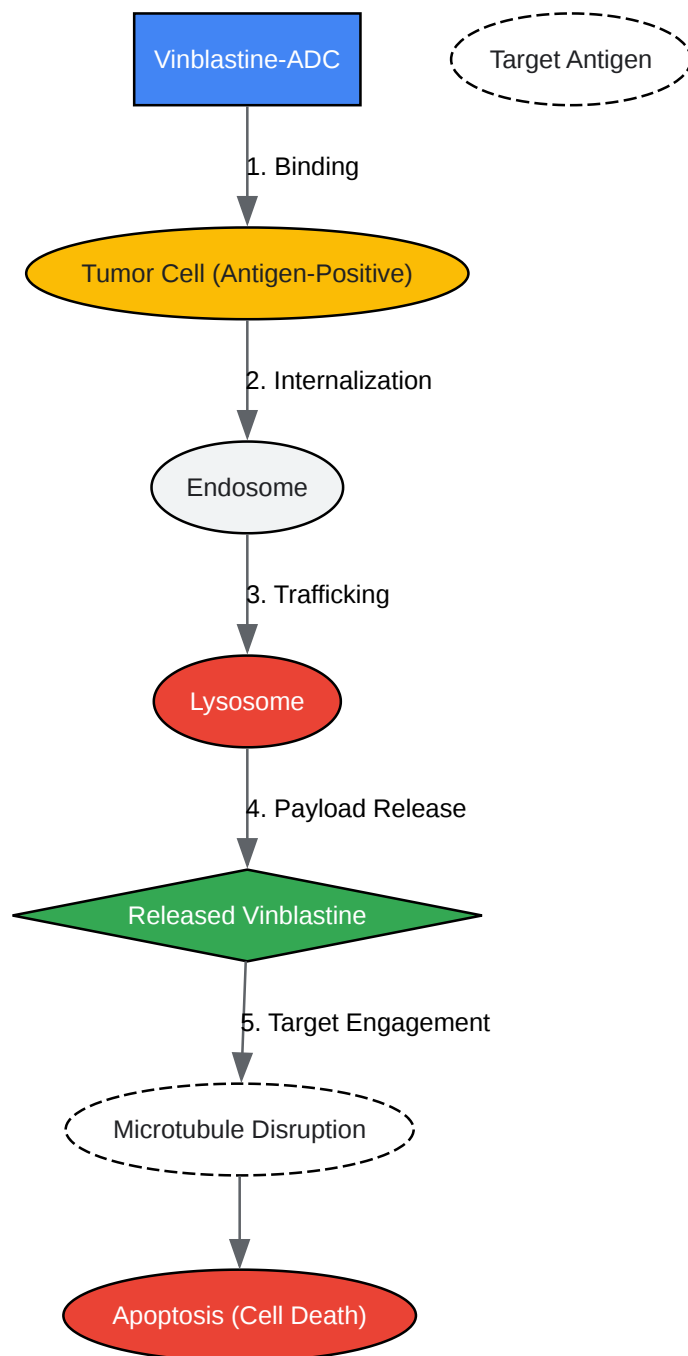 Vinblastine-ADC
Target Antigen
1. Binding
Tumor Cell (Antigen-Positive)
2. Internalization
Endosome
3. Trafficking
Lysosome
4. Payload Release
Released Vinblastine
5. Target Engagement
Microtubule Disruption
Apoptosis (Cell Death)